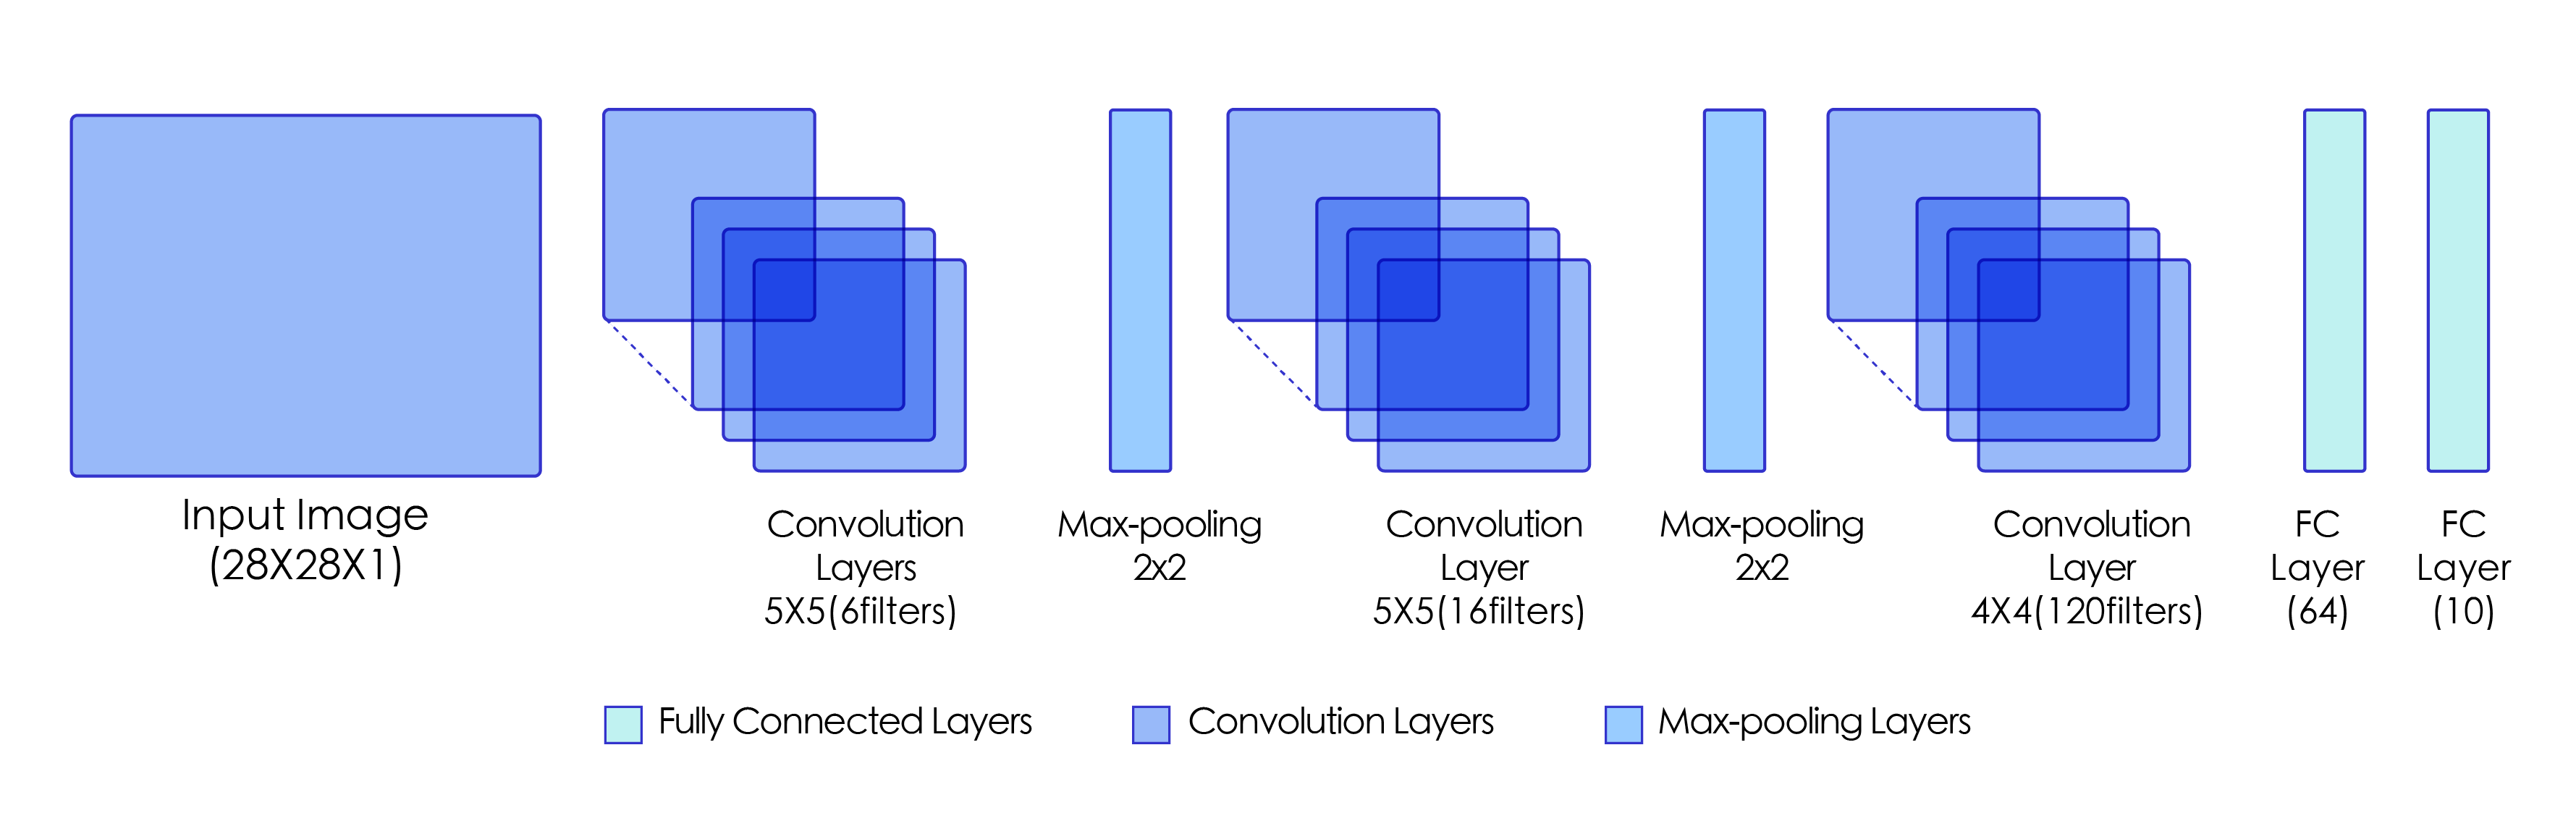 Input Image
(28X28X1)
Convolution
Layers
5X5(6filters)
Max-pooling
2x2
Convolution
Layer
5X5(16filters)
Max-pooling
2x2
Convolution
Layer
4X4(120filters)
FC
Layer
(64)
FC
Layer
(10)
Fully Connected Layers
Convolution Layers
Max-pooling Layers